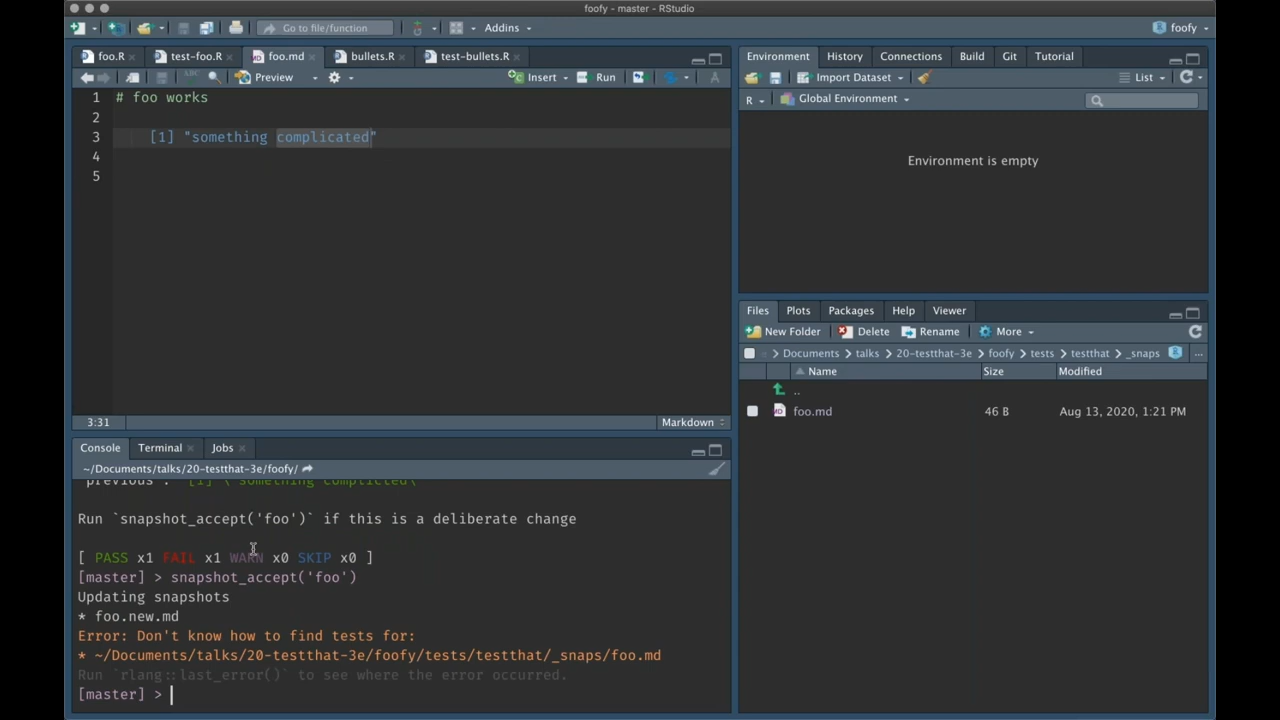 foofy - master - RStudio
Go to file/function
Addins
foofy
foo.R
test-foo.R
foo.md
bullets.R
test-bullets.R
ABC
Preview
Insert
Run
1 # foo works
2
3 [1] "something complicated"
4
5
3:31
Markdown
Console
Terminal
Jobs
~/Documents/talks/20-testthat-3e/foofy/
`previous`: "[1] \"something complicted\
Run `snapshot_accept('foo')` if this is a deliberate change
[ PASS x1 FAIL x1 WARN x0 SKIP x0 ]
[master] > snapshot_accept('foo')
Updating snapshots
* foo.new.md
Error: Don't know how to find tests for:
* ~/Documents/talks/20-testthat-3e/foofy/tests/testthat/_snaps/foo.md
Run `rlang::last_error()` to see where the error occurred.
[master] >
Environment
History
Connections
Build
Git
Tutorial
Import Dataset
List
R
Global Environment
Environment is empty
Files
Plots
Packages
Help
Viewer
New Folder
Delete
Rename
More
> Documents > talks > 20-testthat-3e > foofy > tests > testthat > _snaps
...
Name
Size
Modified
..
foo.md
46 B
Aug 13, 2020, 1:21 PM